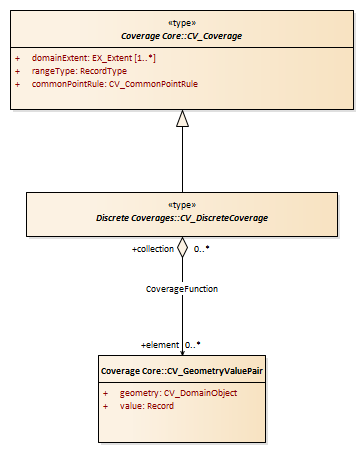 «type»
Coverage Core::CV_Coverage
+ domainExtent: EX_Extent [1..*]
+ rangeType: RecordType
+ commonPointRule: CV_CommonPointRule
«type»
Discrete Coverages::CV_DiscreteCoverage
+collection 0..*
CoverageFunction
+element 0..*
Coverage Core::CV_GeometryValuePair
+ geometry: CV_DomainObject
+ value: Record